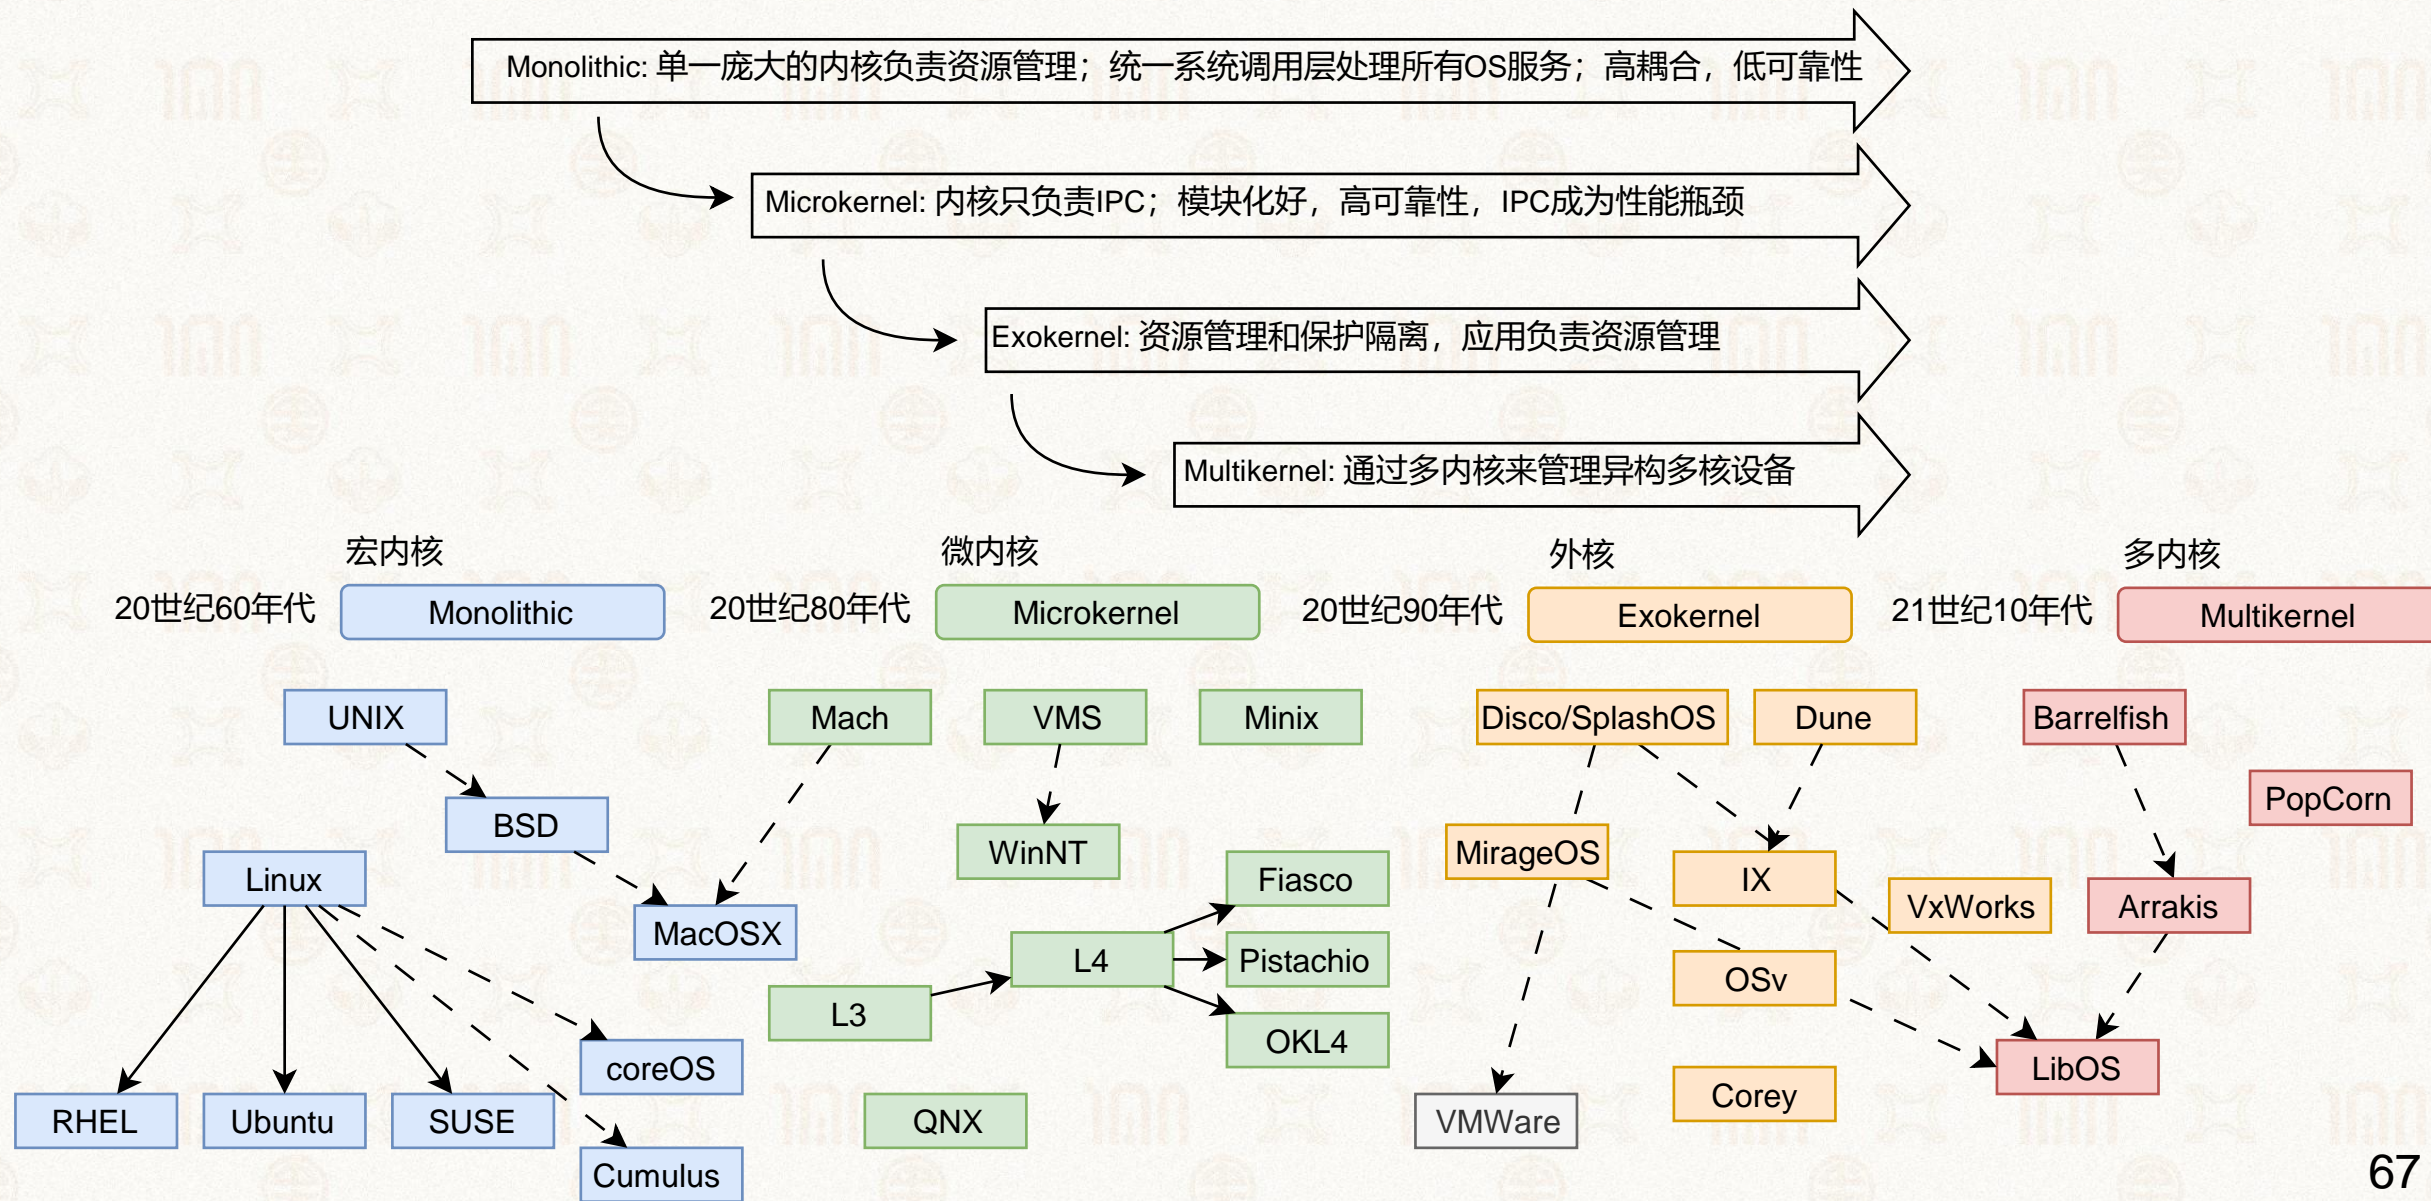 Monolithic: 单一庞大的内核负责资源管理；统一系统调用层处理所有OS服务；高耦合，低可靠性
Microkernel: 内核只负责IPC；模块化好，高可靠性，IPC成为性能瓶颈
Exokernel: 资源管理和保护隔离，应用负责资源管理
Multikernel: 通过多内核来管理异构多核设备
宏内核
微内核
外核
多内核
20世纪60年代
Monolithic
20世纪80年代
Microkernel
20世纪90年代
Exokernel
21世纪10年代
Multikernel
UNIX
Mach
VMS
Minix
Disco/SplashOS
Dune
Barrelfish
PopCorn
BSD
WinNT
MirageOS
Linux
Fiasco
IX
VxWorks
Arrakis
MacOSX
L4
Pistachio
OSv
L3
OKL4
coreOS
LibOS
Corey
RHEL
Ubuntu
SUSE
QNX
VMWare
Cumulus
67